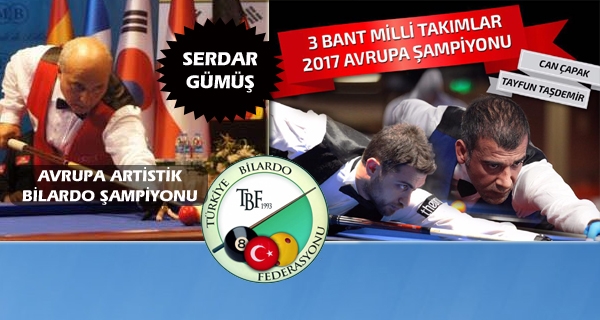 SERDAR
GÜMÜŞ
AVRUPA ARTİSTİK
BİLARDO ŞAMPİYONU
3 BANT MİLLİ TAKIMLAR
2017 AVRUPA ŞAMPİYONU
CAN ÇAPAK
TAYFUN TAŞDEMİR
TÜRKİYE BİLARDO
FEDERASYONU
TBF
1993
8